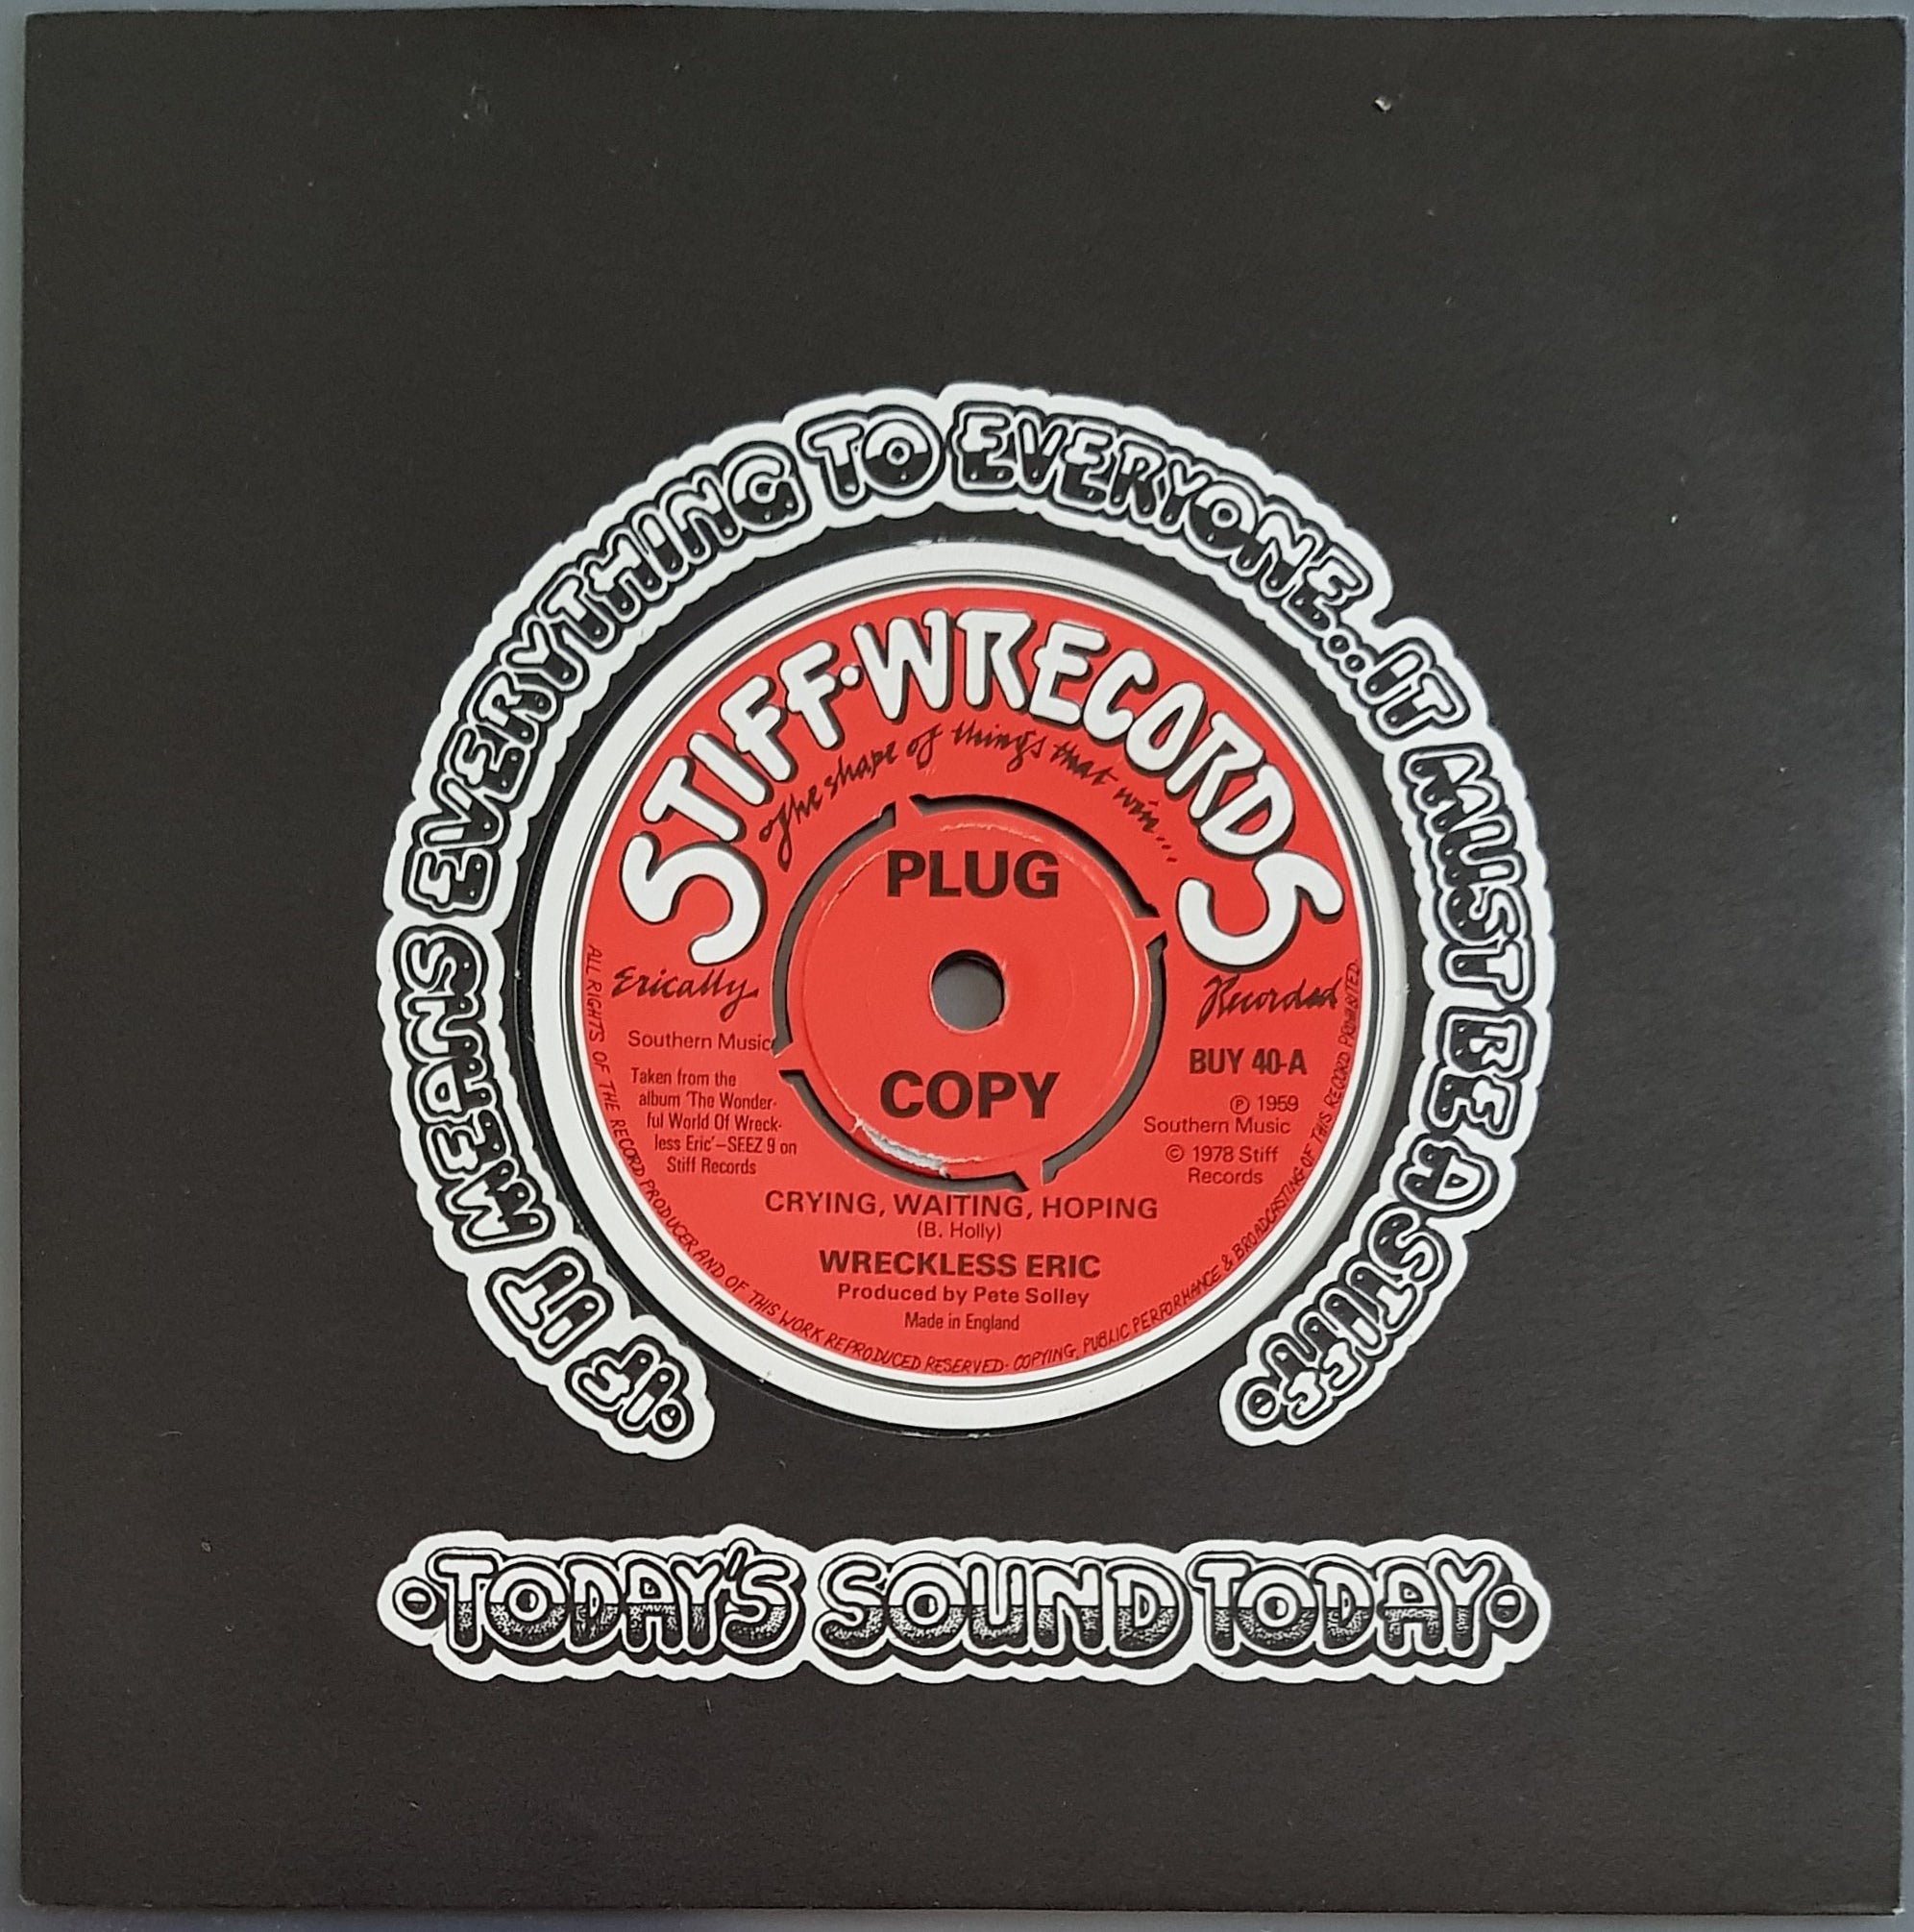 ·IF IT MEANS EVERYTHING TO EVERYONE...IT MUST BE A STIFF·
STIFF·WRECORDS
The shape of things that win...
PLUG
COPY
Erically
Recorded
Southern Music
Taken from the
album 'The Wonder-
ful World Of Wreck-
less Eric'–SEEZ 9 on
Stiff Records
BUY 40-A
℗ 1959
Southern Music
© 1978 Stiff
Records
CRYING, WAITING, HOPING
(B. Holly)
WRECKLESS ERIC
Produced by Pete Solley
Made in England
ALL RIGHTS OF THE RECORD PRODUCER AND OF THIS WORK REPRODUCED RESERVED- COPYING, PUBLIC PERFORMANCE & BROADCASTING OF THIS RECORD PROHIBITED.
·TODAY'S SOUND TODAY·